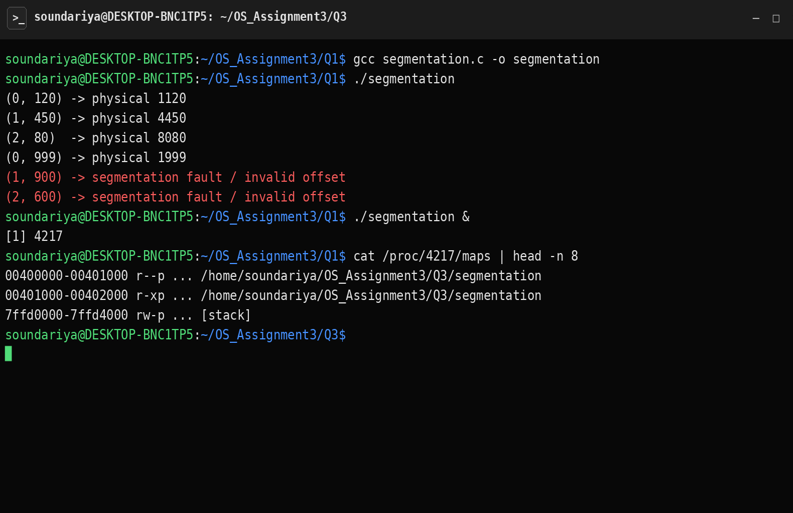 >_ soundariya@DESKTOP-BNC1TP5: ~/OS_Assignment3/Q3
soundariya@DESKTOP-BNC1TP5:~/OS_Assignment3/Q1$ gcc segmentation.c -o segmentation
soundariya@DESKTOP-BNC1TP5:~/OS_Assignment3/Q1$ ./segmentation
(0, 120) -> physical 1120
(1, 450) -> physical 4450
(2, 80)  -> physical 8080
(0, 999) -> physical 1999
(1, 900) -> segmentation fault / invalid offset
(2, 600) -> segmentation fault / invalid offset
soundariya@DESKTOP-BNC1TP5:~/OS_Assignment3/Q1$ ./segmentation &
[1] 4217
soundariya@DESKTOP-BNC1TP5:~/OS_Assignment3/Q1$ cat /proc/4217/maps | head -n 8
00400000-00401000 r--p ... /home/soundariya/OS_Assignment3/Q3/segmentation
00401000-00402000 r-xp ... /home/soundariya/OS_Assignment3/Q3/segmentation
7ffd0000-7ffd4000 rw-p ... [stack]
soundariya@DESKTOP-BNC1TP5:~/OS_Assignment3/Q3$